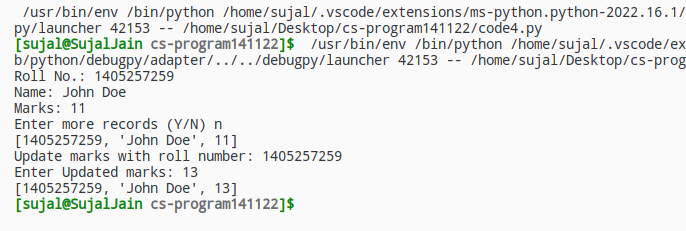 /usr/bin/env /bin/python /home/sujal/.vscode/extensions/ms-python.python-2022.16.1/
py/launcher 42153 -- /home/sujal/Desktop/cs-program141122/code4.py
[sujal@SujalJain cs-program141122]$  /usr/bin/env /bin/python /home/sujal/.vscode/ex
b/python/debugpy/adapter/../../debugpy/launcher 42153 -- /home/sujal/Desktop/cs-prog
Roll No.: 1405257259
Name: John Doe
Marks: 11
Enter more records (Y/N) n
[1405257259, 'John Doe', 11]
Update marks with roll number: 1405257259
Enter Updated marks: 13
[1405257259, 'John Doe', 13]
[sujal@SujalJain cs-program141122]$